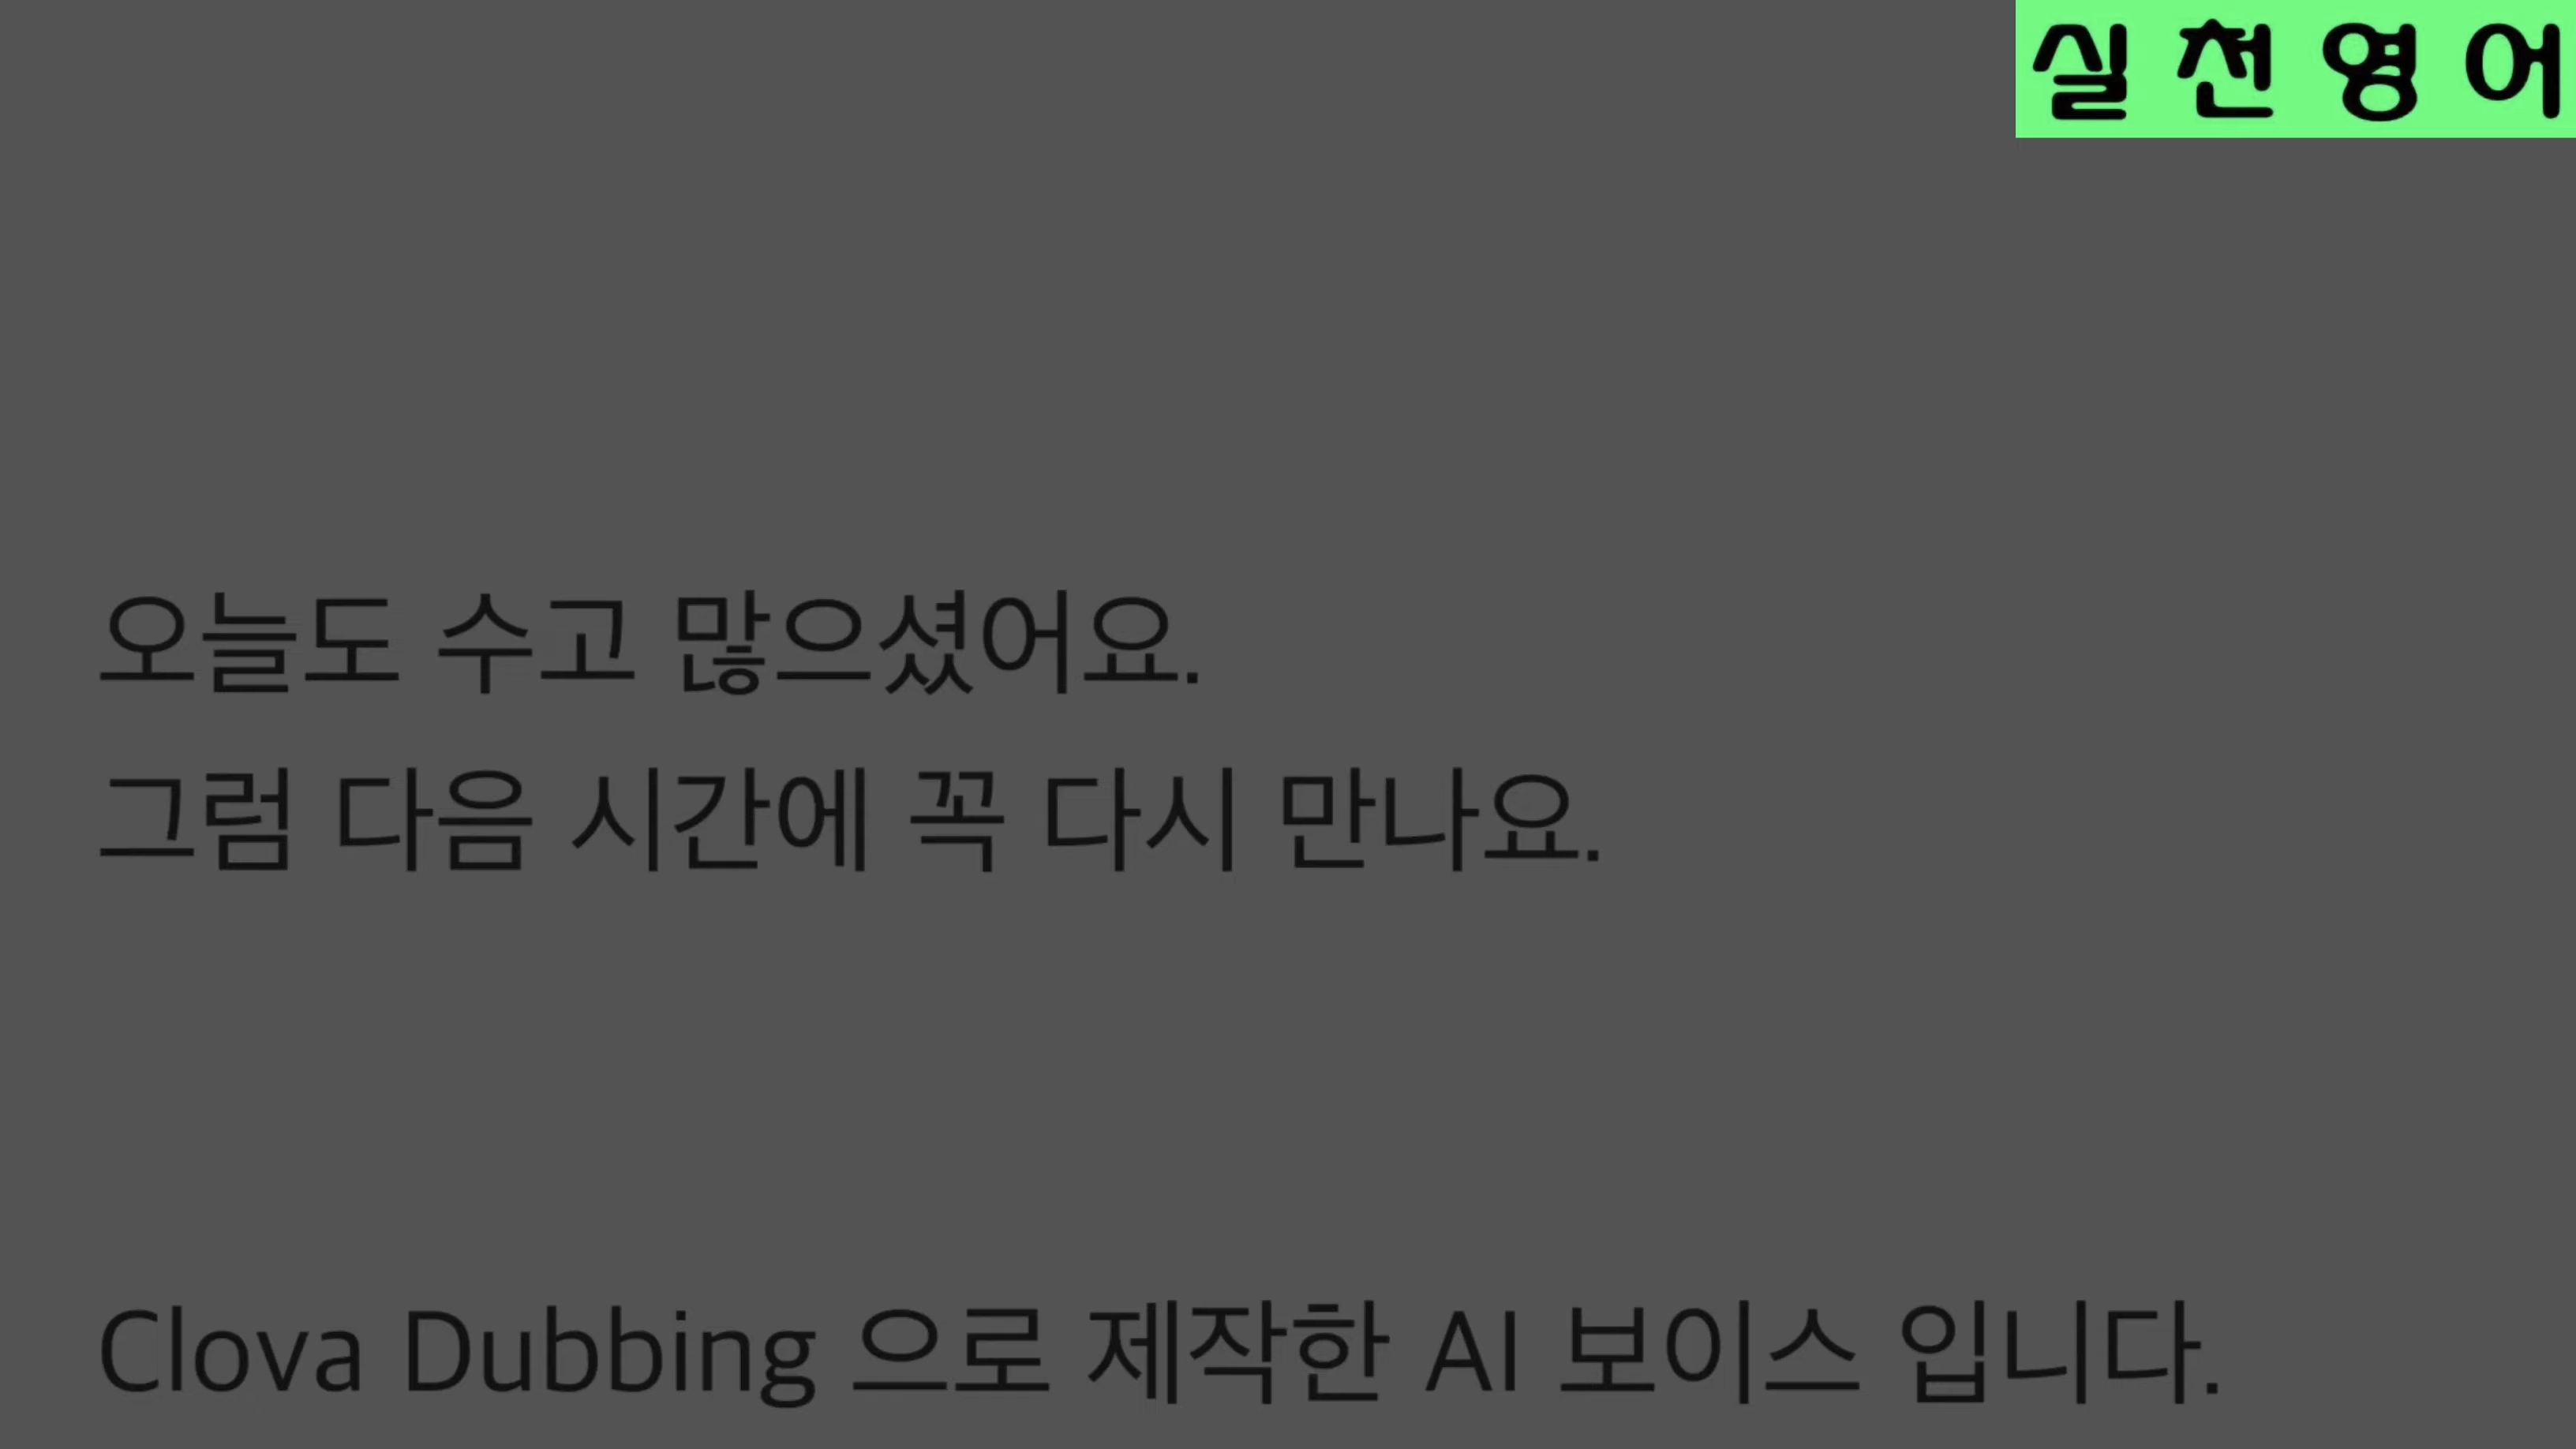 실천영어
오늘도 수고 많으셨어요.
그럼 다음 시간에 꼭 다시 만나요.
Clova Dubbing 으로 제작한 AI 보이스 입니다.